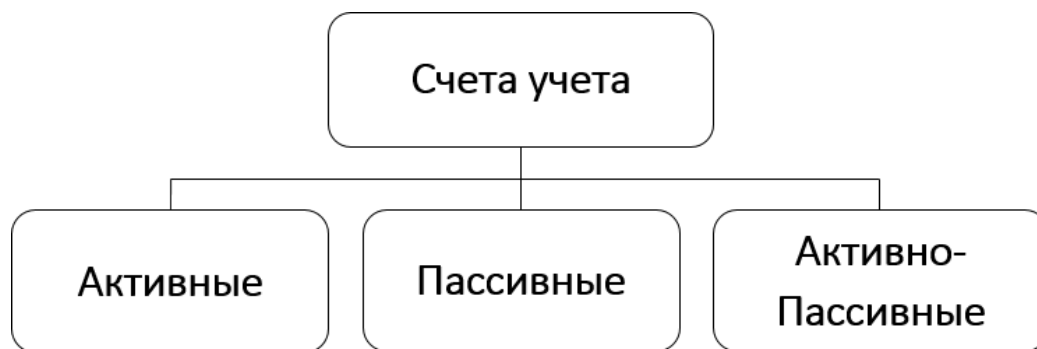 Счета учета
Активные
Пассивные
Активно-
Пассивные